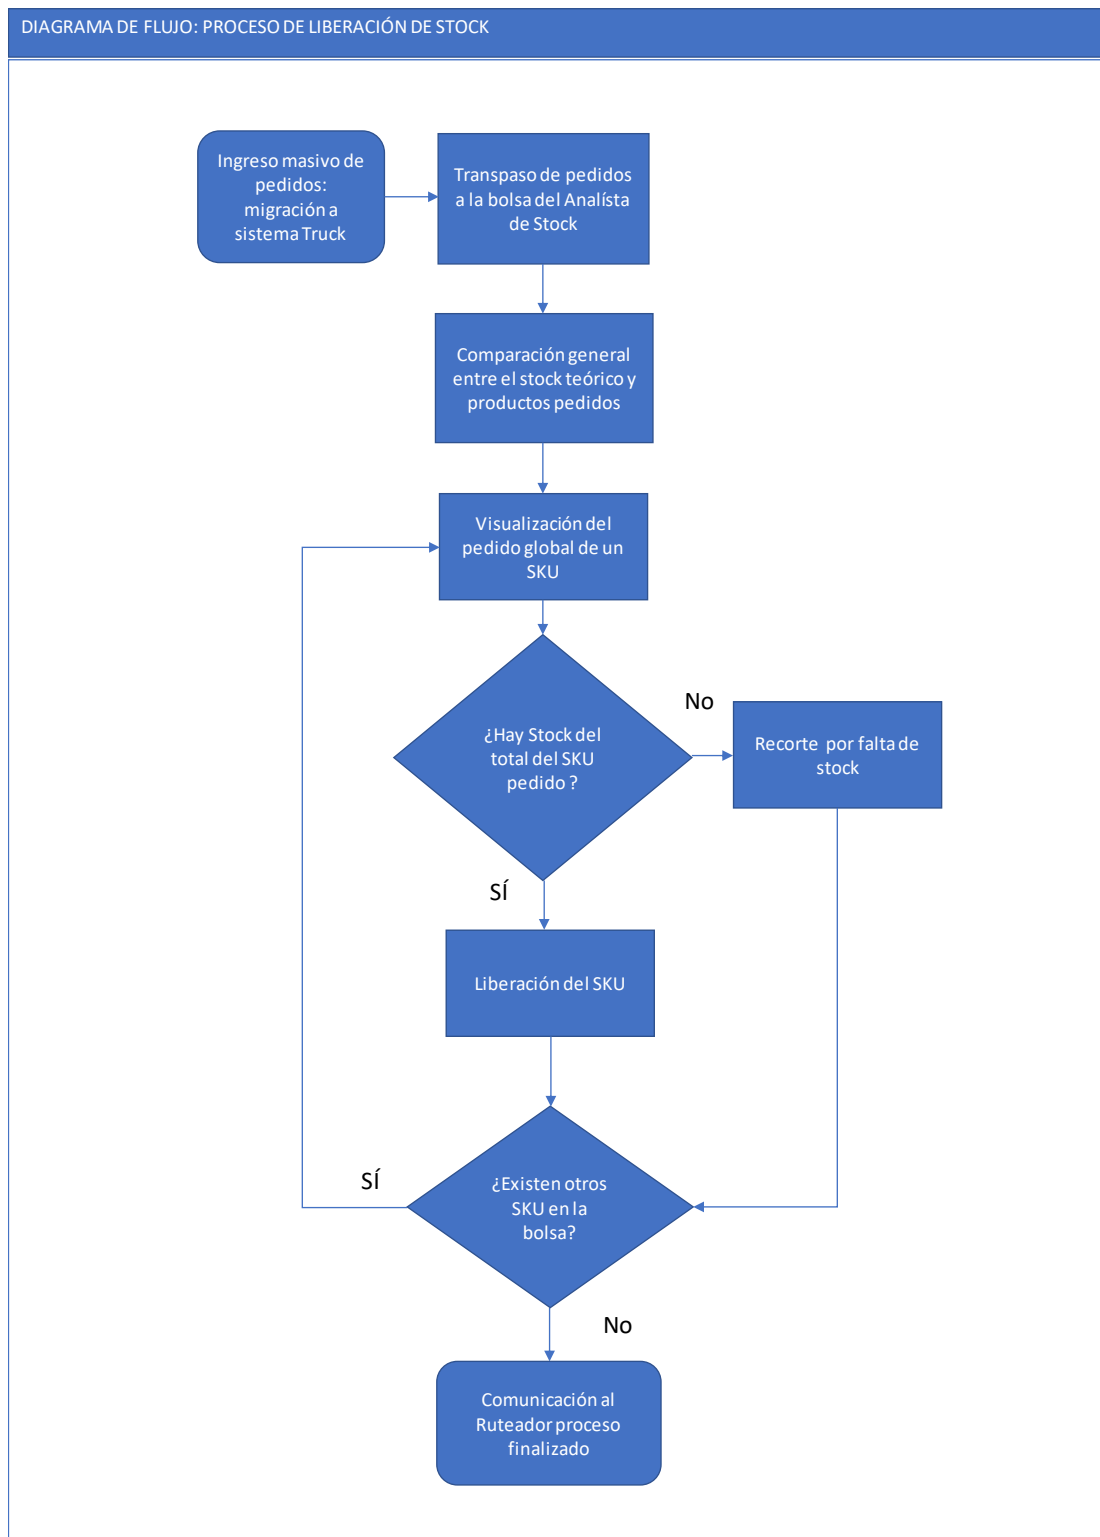 DIAGRAMA DE FLUJO: PROCESO DE LIBERACIÓN DE STOCK
Ingreso masivo de
pedidos:
migración a
sistema Truck
Transpaso de pedidos
a la bolsa del Analísta
de Stock
Comparación general
entre el stock teórico y
productos pedidos
Visualización del
pedido global de un
SKU
¿Hay Stock del
total del SKU
pedido ?
No
Recorte por falta de
stock
SÍ
Liberación del SKU
SÍ
¿Existen otros
SKU en la
bolsa?
No
Comunicación al
Ruteador proceso
finalizado